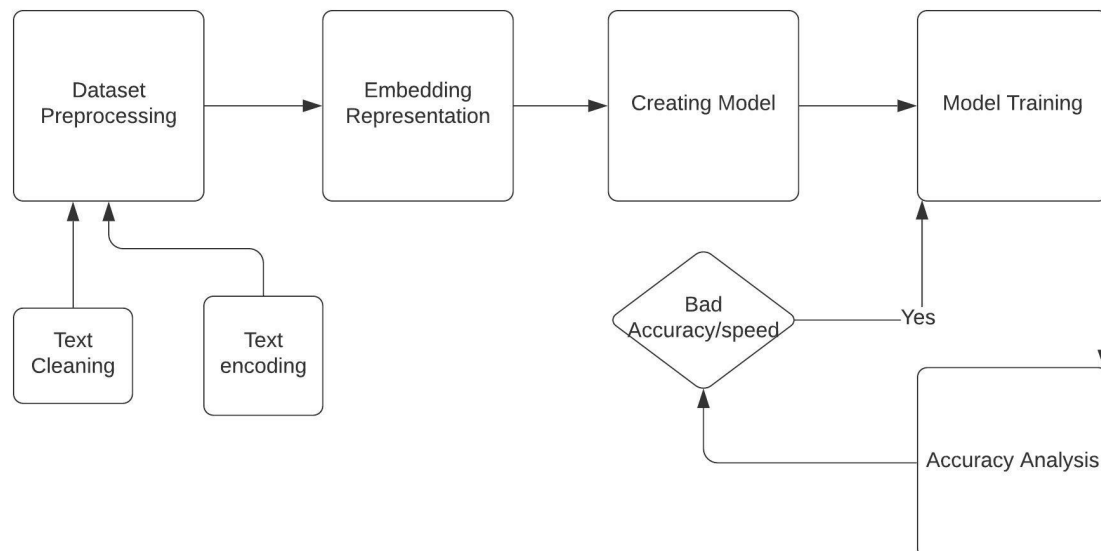 Dataset
Preprocessing
Embedding
Representation
Creating Model
Model Training
Text
Cleaning
Text
encoding
Bad
Accuracy/speed
Yes
Accuracy Analysis